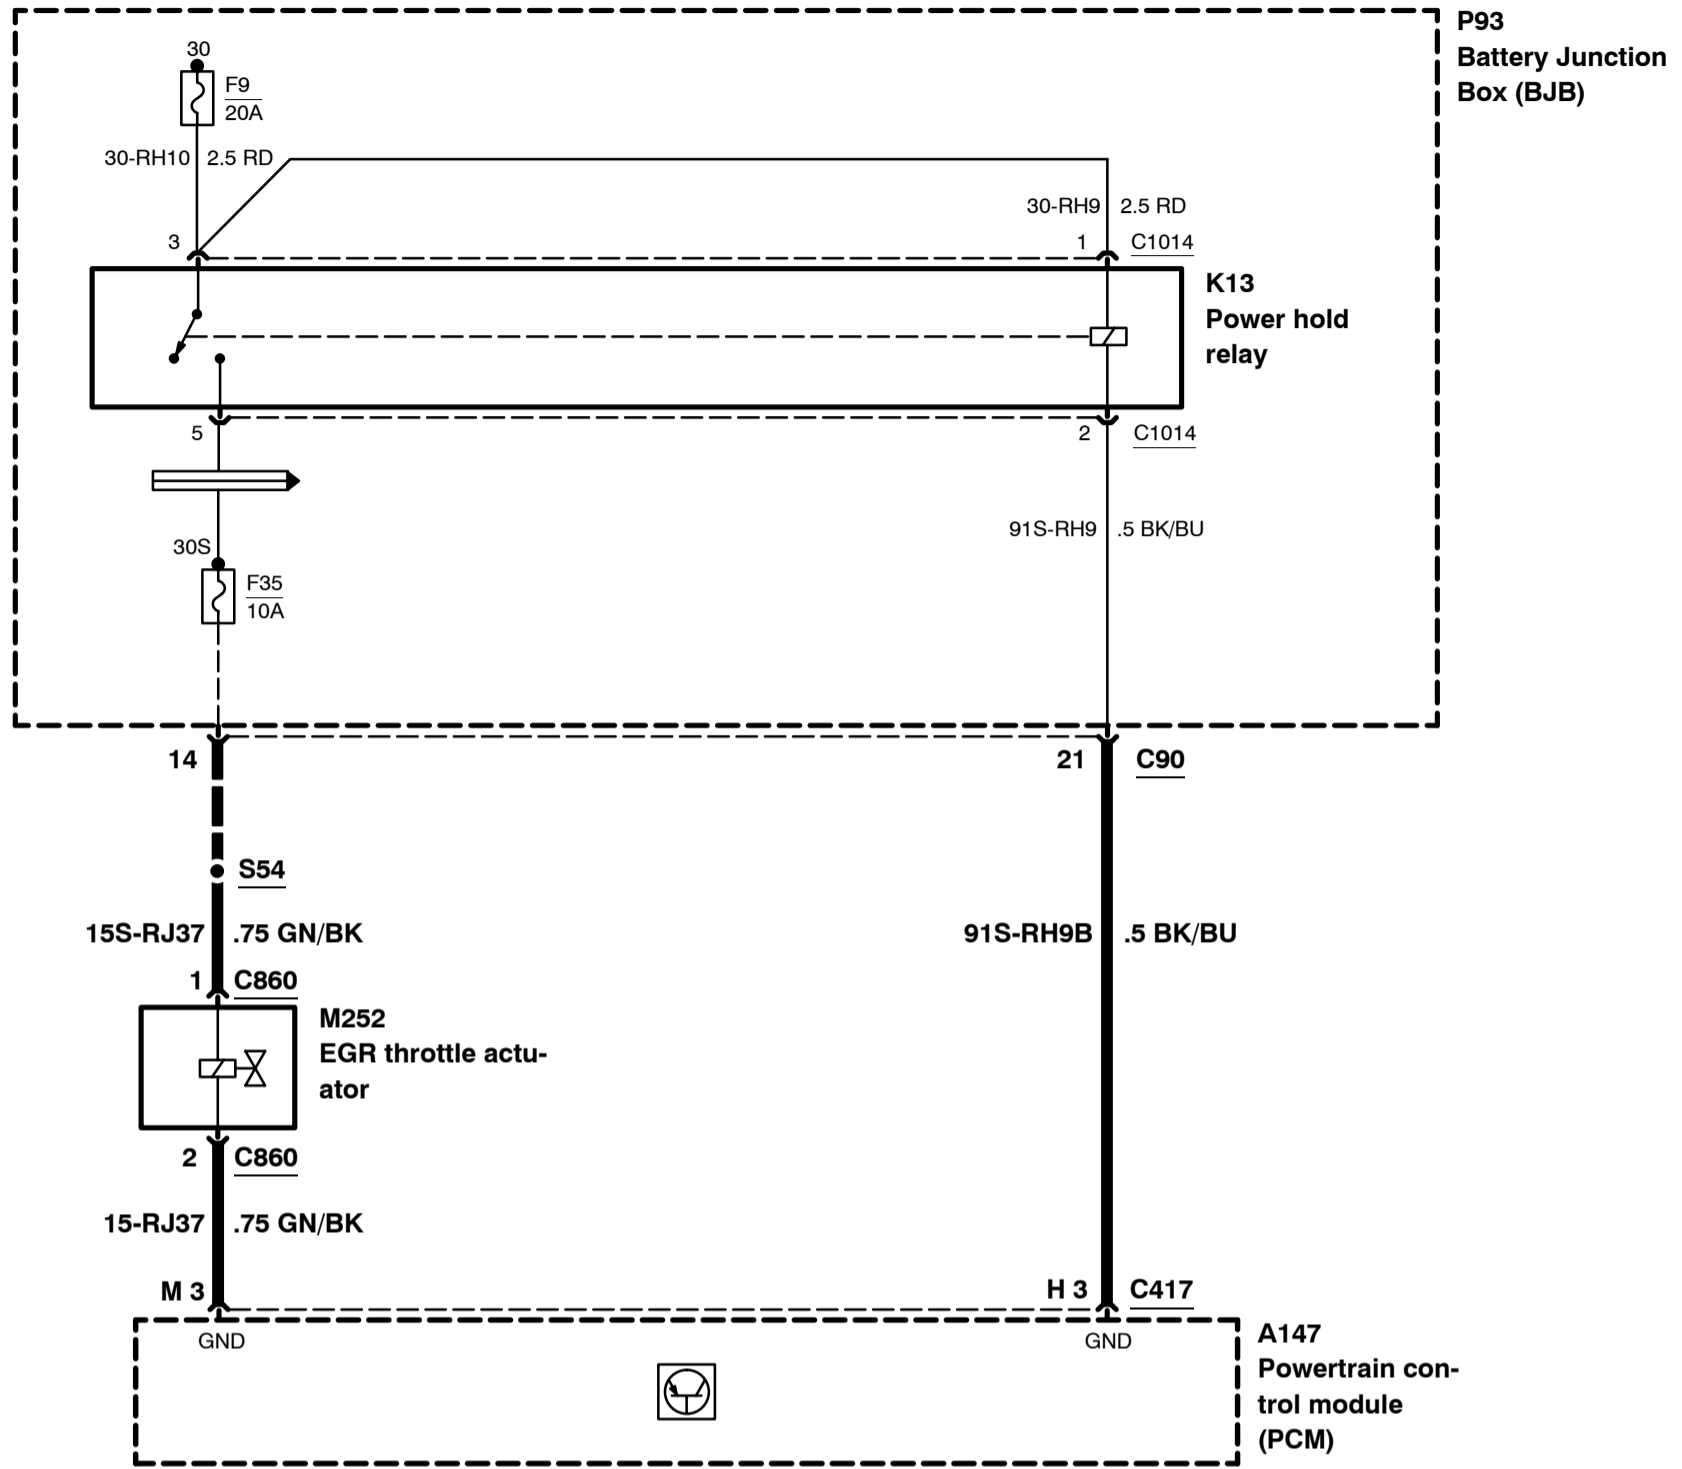 P93
Battery Junction
Box (BJB)
30
F9
20A
30-RH10 2.5 RD
30-RH9 2.5 RD
3
1 C1014
K13
Power hold
relay
5
2 C1014
91S-RH9 .5 BK/BU
30S
F35
10A
14
21 C90
S54
15S-RJ37 .75 GN/BK
91S-RH9B .5 BK/BU
1 C860
M252
EGR throttle actu-
ator
2 C860
15-RJ37 .75 GN/BK
M 3
H 3 C417
GND
GND
A147
Powertrain con-
trol module
(PCM)